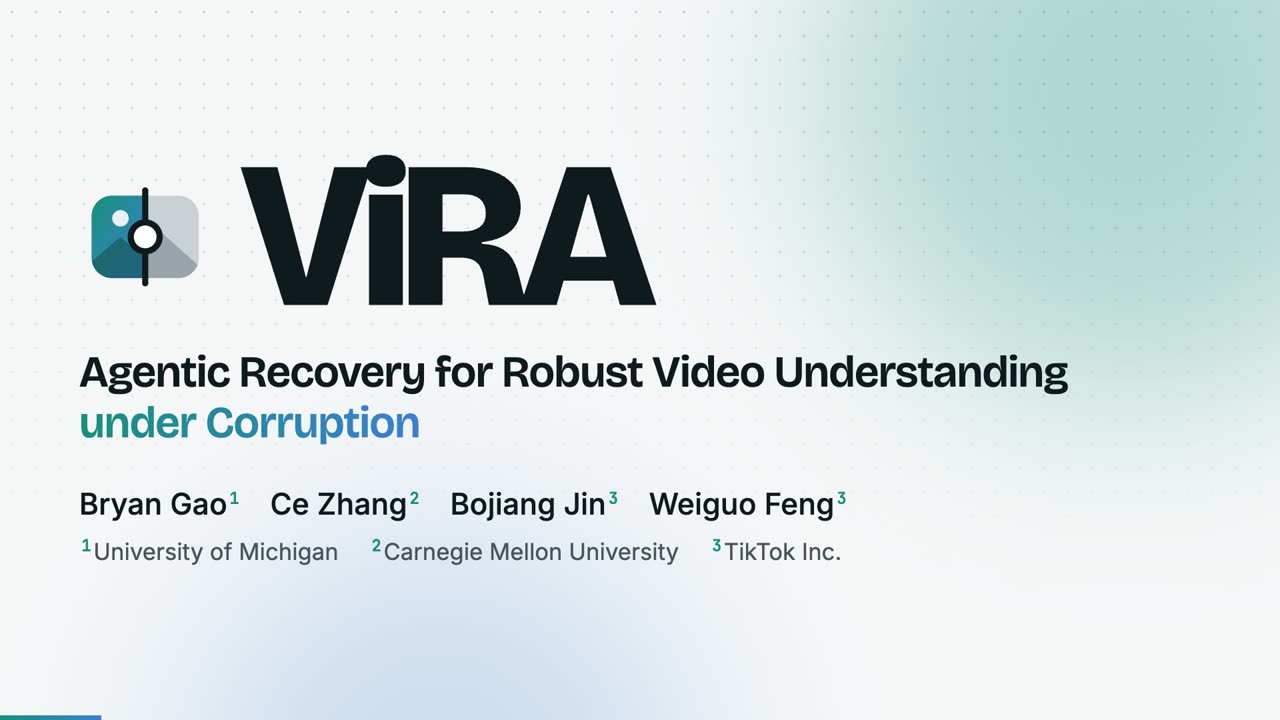 ViRA
Agentic Recovery for Robust Video Understanding
under Corruption
Bryan Gao¹ Ce Zhang² Bojiang Jin³ Weiguo Feng³
¹University of Michigan ²Carnegie Mellon University ³TikTok Inc.